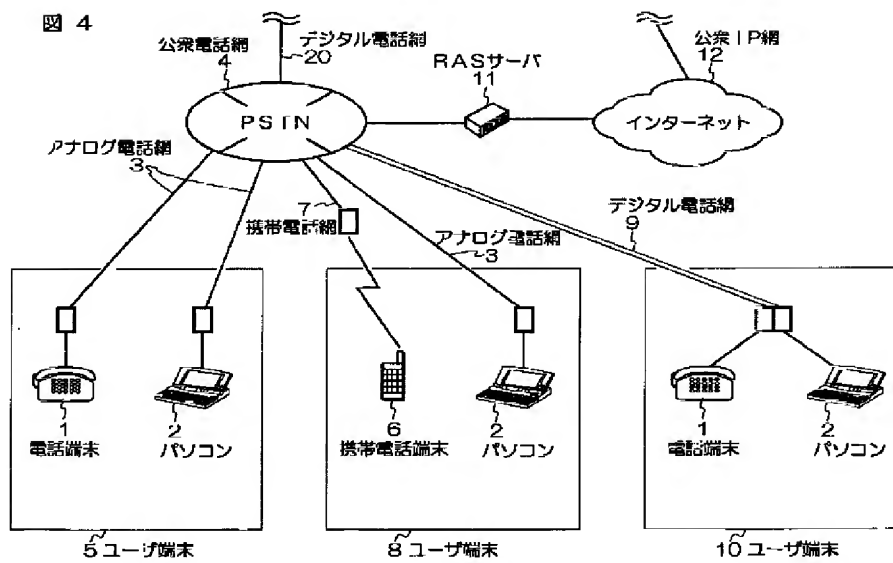 図 4
公衆電話網
4
デジタル電話網
20
RASサーバ
11
公衆IP網
12
PSTN
インターネット
アナログ電話網
3
7
携帯電話網
アナログ電話網
3
デジタル電話網
9
1
電話端末
2
パソコン
6
携帯電話端末
2
パソコン
1
電話端末
2
パソコン
5 ユーザ端末
8 ユーザ端末
10 ユーザ端末